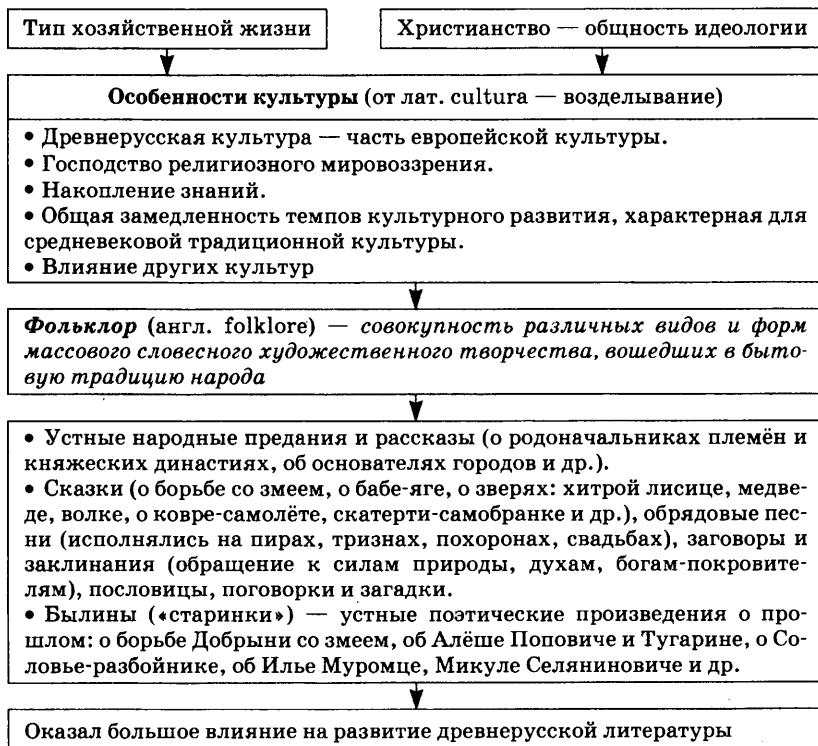 Тип хозяйственной жизни
Христианство — общность идеологии
Особенности культуры (от лат. cultura — возделывание)
• Древнерусская культура — часть европейской культуры.
• Господство религиозного мировоззрения.
• Накопление знаний.
• Общая замедленность темпов культурного развития, характерная для
средневековой традиционной культуры.
• Влияние других культур
Фольклор (англ. folklore) — совокупность различных видов и форм
массового словесного художественного творчества, вошедших в быто-
вую традицию народа
• Устные народные предания и рассказы (о родоначальниках племён и
княжеских династиях, об основателях городов и др.).
• Сказки (о борьбе со змеем, о бабе-яге, о зверях: хитрой лисице, медве-
де, волке, о ковре-самолёте, скатерти-самобранке и др.), обрядовые пес-
ни (исполнялись на пирах, тризнах, похоронах, свадьбах), заговоры и
заклинания (обращение к силам природы, духам, богам-покровите-
лям), пословицы, поговорки и загадки.
• Былины («старинки») — устные поэтические произведения о про-
шлом: о борьбе Добрыни со змеем, об Алёше Поповиче и Тугарине, о Со-
ловье-разбойнике, об Илье Муромце, Микуле Селяниновиче и др.
Оказал большое влияние на развитие древнерусской литературы